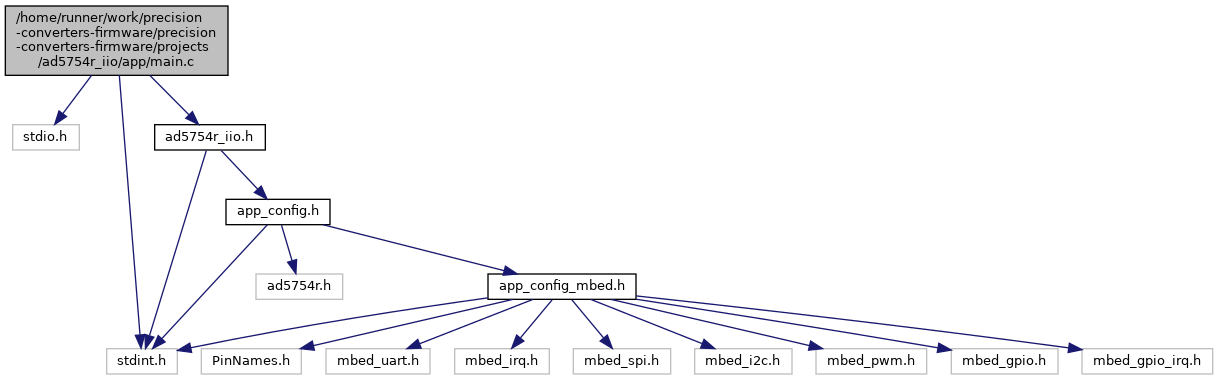 /home/runner/work/precision
-converters-firmware/precision
-converters-firmware/projects
/ad5754r_iio/app/main.c
stdio.h
ad5754r_iio.h
app_config.h
ad5754r.h
app_config_mbed.h
stdint.h
PinNames.h
mbed_uart.h
mbed_irq.h
mbed_spi.h
mbed_i2c.h
mbed_pwm.h
mbed_gpio.h
mbed_gpio_irq.h